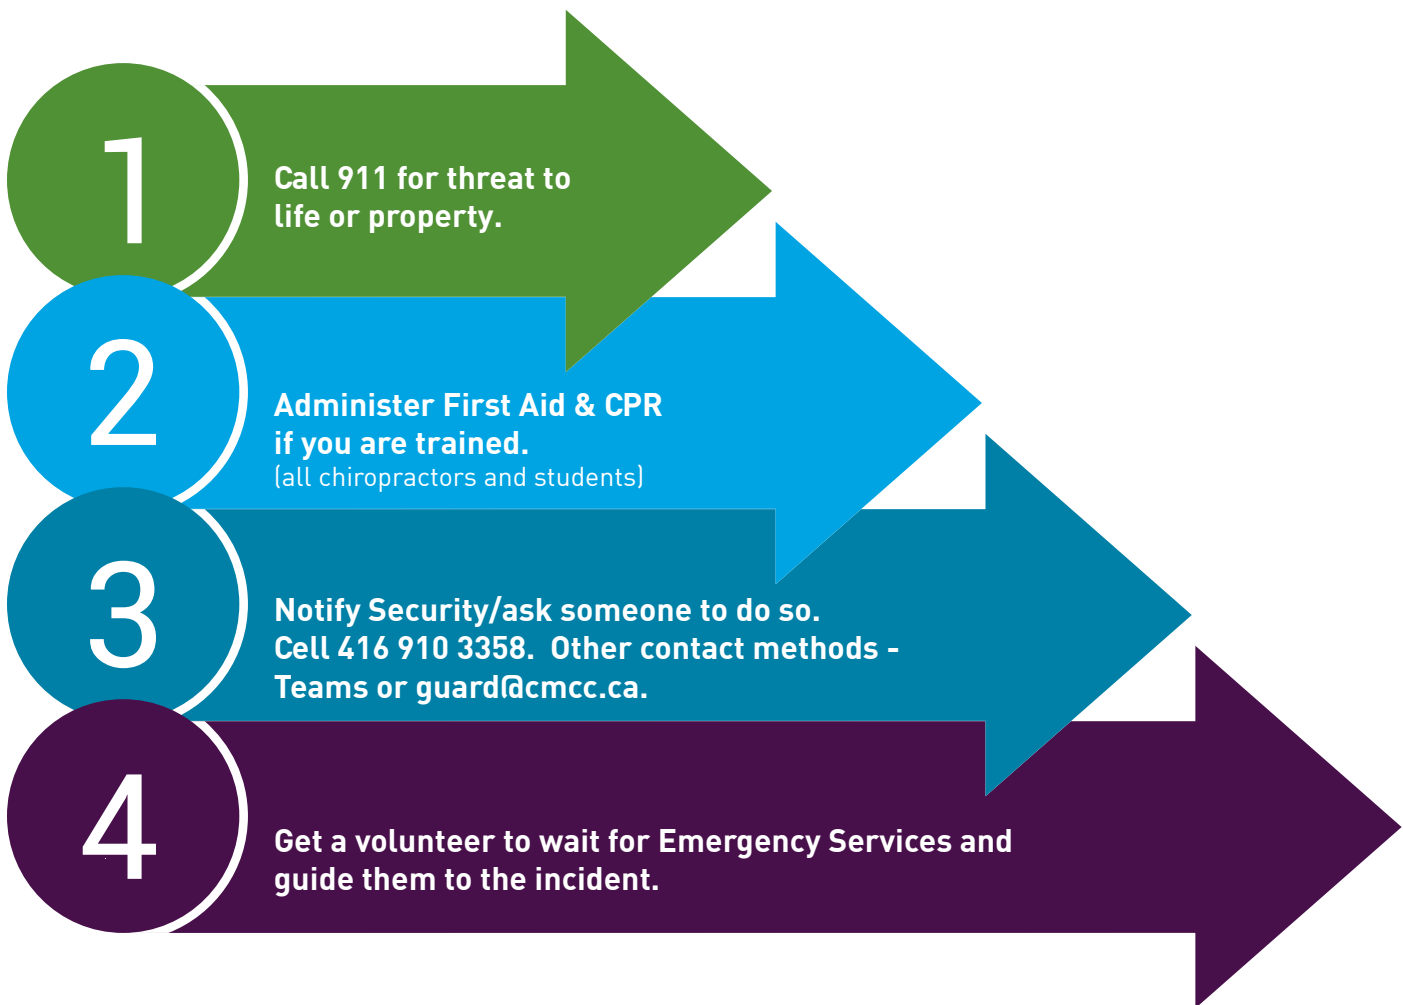 1
Call 911 for threat to
life or property.
2
Administer First Aid & CPR
if you are trained.
(all chiropractors and students)
3
Notify Security/ask someone to do so.
Cell 416 910 3358.  Other contact methods -
Teams or guard@cmcc.ca.
4
Get a volunteer to wait for Emergency Services and
guide them to the incident.